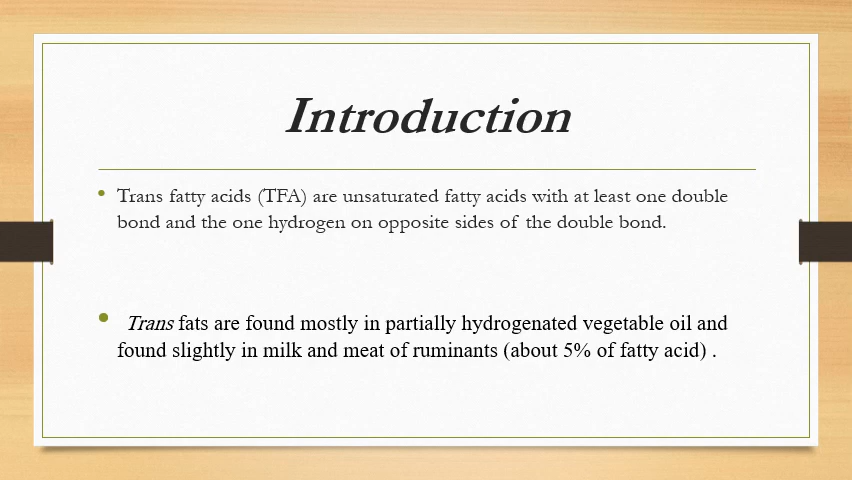 Introduction
• Trans fatty acids (TFA) are unsaturated fatty acids with at least one double
bond and the one hydrogen on opposite sides of the double bond.
• Trans fats are found mostly in partially hydrogenated vegetable oil and
found slightly in milk and meat of ruminants (about 5% of fatty acid) .